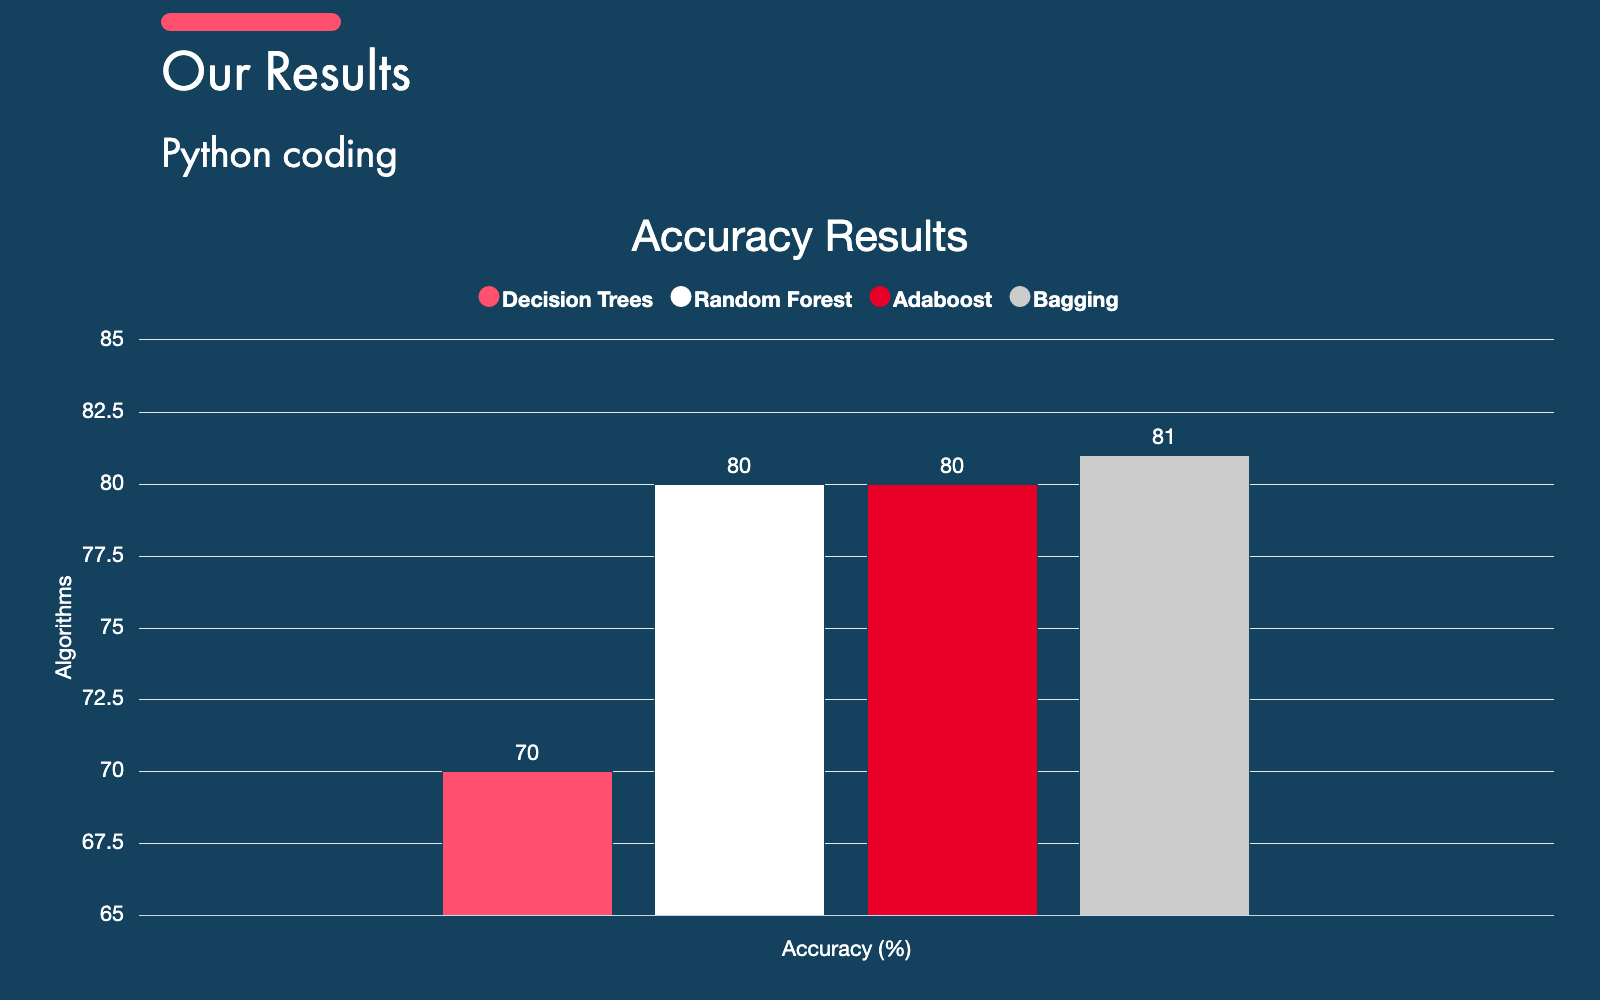 Our Results
Python coding
Accuracy Results
Decision Trees Random Forest Adaboost Bagging
85
82.5
81
80 80
80
77.5
Algorithms
75
72.5
70
70
67.5
65
Accuracy (%)